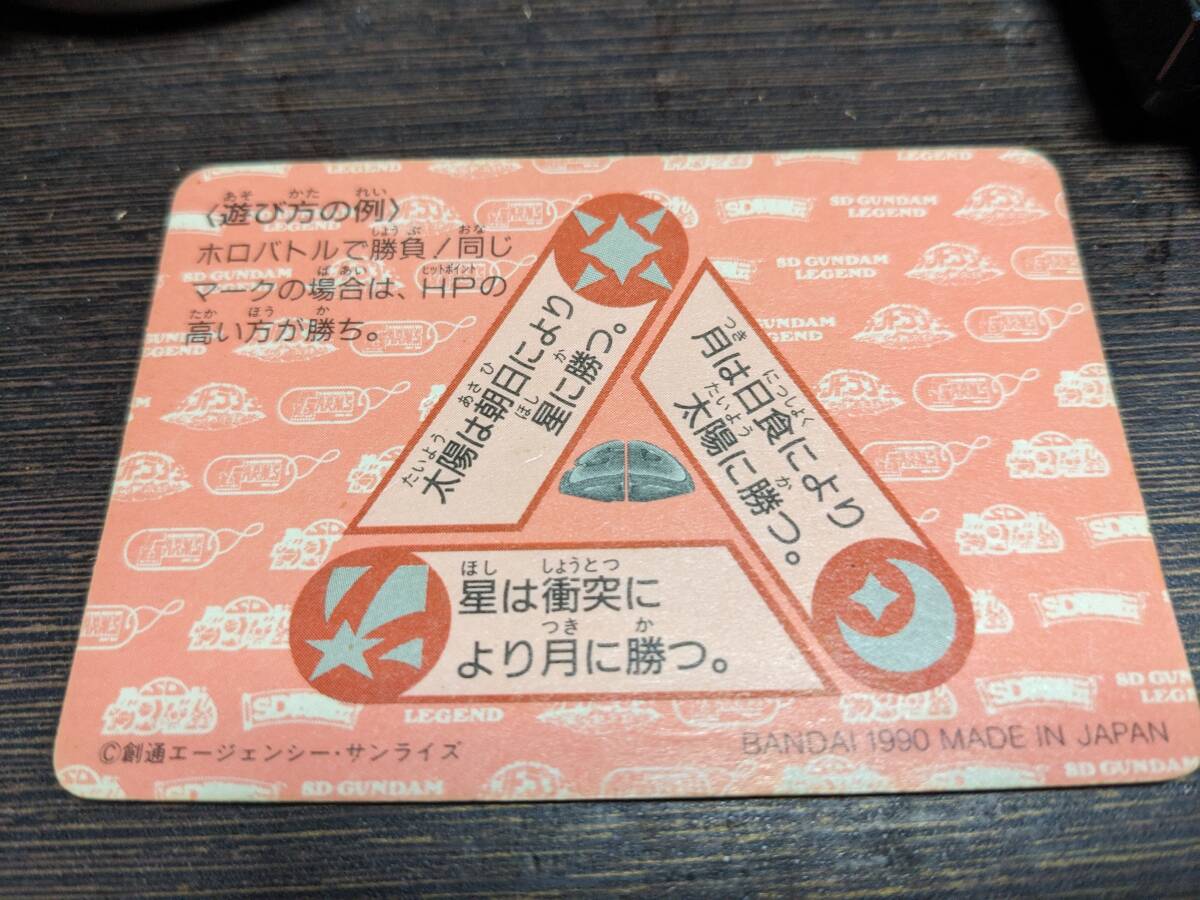 〈遊び方の例〉
ホロバトルで勝負!同じ
マークの場合は、HPの
高い方が勝ち。
太陽は朝日により
星に勝つ。
月は日食により
太陽に勝つ。
星は衝突に
より月に勝つ。
SD GUNDAM
LEGEND
©創通エージェンシー・サンライズ
BANDAI 1990 MADE IN JAPAN